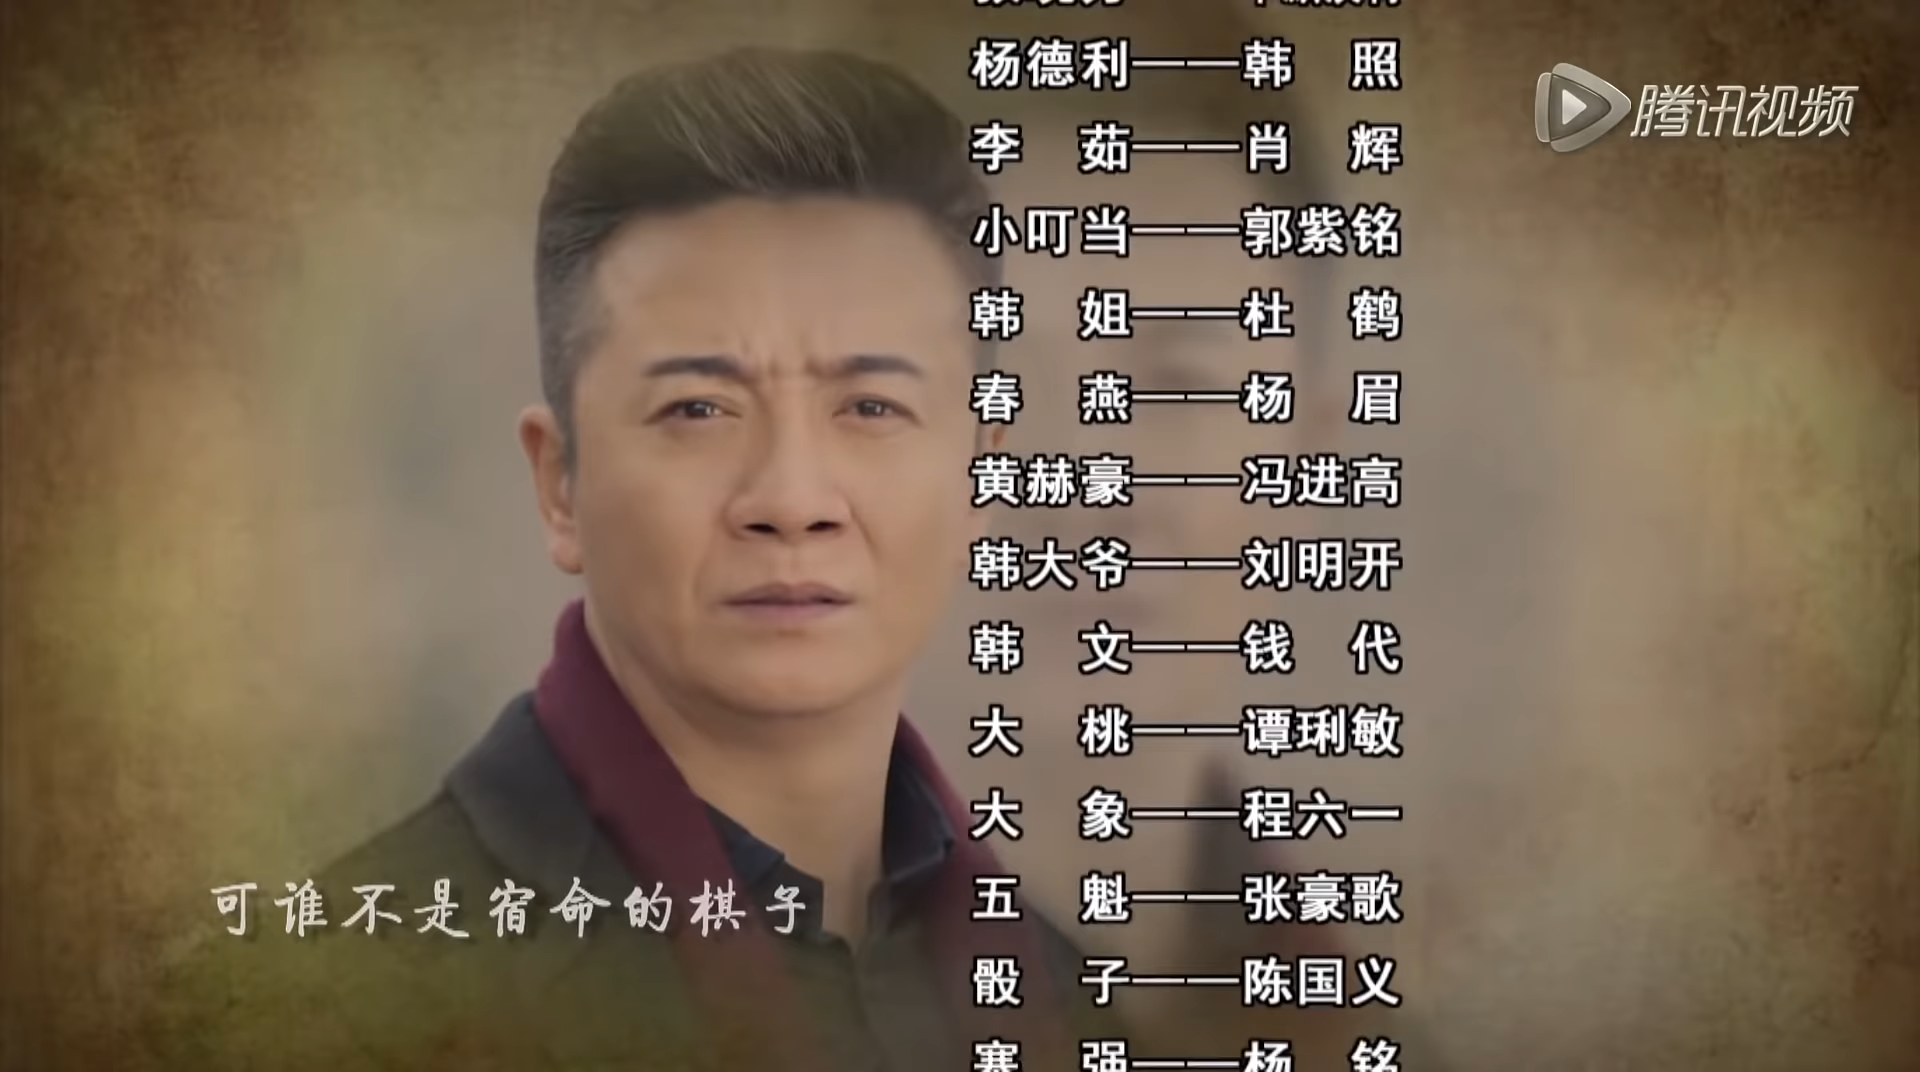 杨德利——韩 照
腾讯视频
李 茹——肖 辉
小叮当——郭紫铭
韩 姐——杜 鹤
春 燕——杨 眉
黄赫豪——冯进高
韩大爷——刘明开
韩 文——钱 代
大 桃——谭琍敏
大 象——程六一
五 魁——张豪歌
可谁不是宿命的棋子
骰 子——陈国义
强——杨 铭